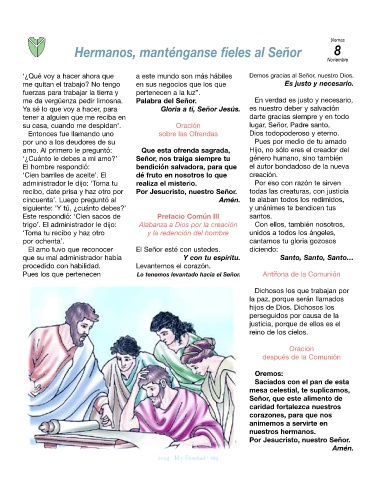 Viernes
8
Noviembre
Hermanos, manténganse fieles al Señor
'¿Qué voy a hacer ahora que
me quitan el trabajo? No tengo
fuerzas para trabajar la tierra y
me da vergüenza pedir limosna.
Ya sé lo que voy a hacer, para
tener a alguien que me reciba en
su casa, cuando me despidan'.
Entonces fue llamando uno
por uno a los deudores de su
amo. Al primero le preguntó:
'¿Cuánto le debes a mi amo?'
El hombre respondió:
'Cien barriles de aceite'. El
administrador le dijo: 'Toma tu
recibo, date prisa y haz otro por
cincuenta'. Luego preguntó al
siguiente: 'Y tú, ¿cuánto debes?'
Este respondió: 'Cien sacos de
trigo'. El administrador le dijo:
'Toma tu recibo y haz otro
por ochenta'.
El amo tuvo que reconocer
que su mal administrador había
procedido con habilidad.
Pues los que pertenecen
a este mundo son más hábiles
en sus negocios que los que
pertenecen a la luz".
Palabra del Señor.
Gloria a ti, Señor Jesús.
Oración
sobre las Ofrendas
Que esta ofrenda sagrada,
Señor, nos traiga siempre tu
bendición salvadora, para que
dé fruto en nosotros lo que
realiza el misterio.
Por Jesucristo, nuestro Señor.
Amén.
Prefacio Común III
Alabanza a Dios por la creación
y la redención del hombre
El Señor esté con ustedes.
Y con tu espíritu.
Levantemos el corazón.
Lo tenemos levantado hacia el Señor.
Demos gracias al Señor, nuestro Dios.
Es justo y necesario.
En verdad es justo y necesario,
es nuestro deber y salvación
darte gracias siempre y en todo
lugar, Señor, Padre santo,
Dios todopoderoso y eterno.
Pues por medio de tu amado
Hijo, no sólo eres el creador del
género humano, sino también
el autor bondadoso de la nueva
creación.
Por eso con razón te sirven
todas las creaturas, con justicia
te alaban todos los redimidos,
y unánimes te bendicen tus
santos.
Con ellos, también nosotros,
unidos a todos los ángeles,
cantamos tu gloria gozosos
diciendo:
Santo, Santo, Santo...
Antífona de la Comunión
Dichosos los que trabajan por
la paz, porque serán llamados
hijos de Dios. Dichosos los
perseguidos por causa de la
justicia, porque de ellos es el
reino de los cielos.
Oración
después de la Comunión
Oremos:
Saciados con el pan de esta
mesa celestial, te suplicamos,
Señor, que este alimento de
caridad fortalezca nuestros
corazones, para que nos
animemos a servirte en
nuestros hermanos.
Por Jesucristo, nuestro Señor.
Amén.